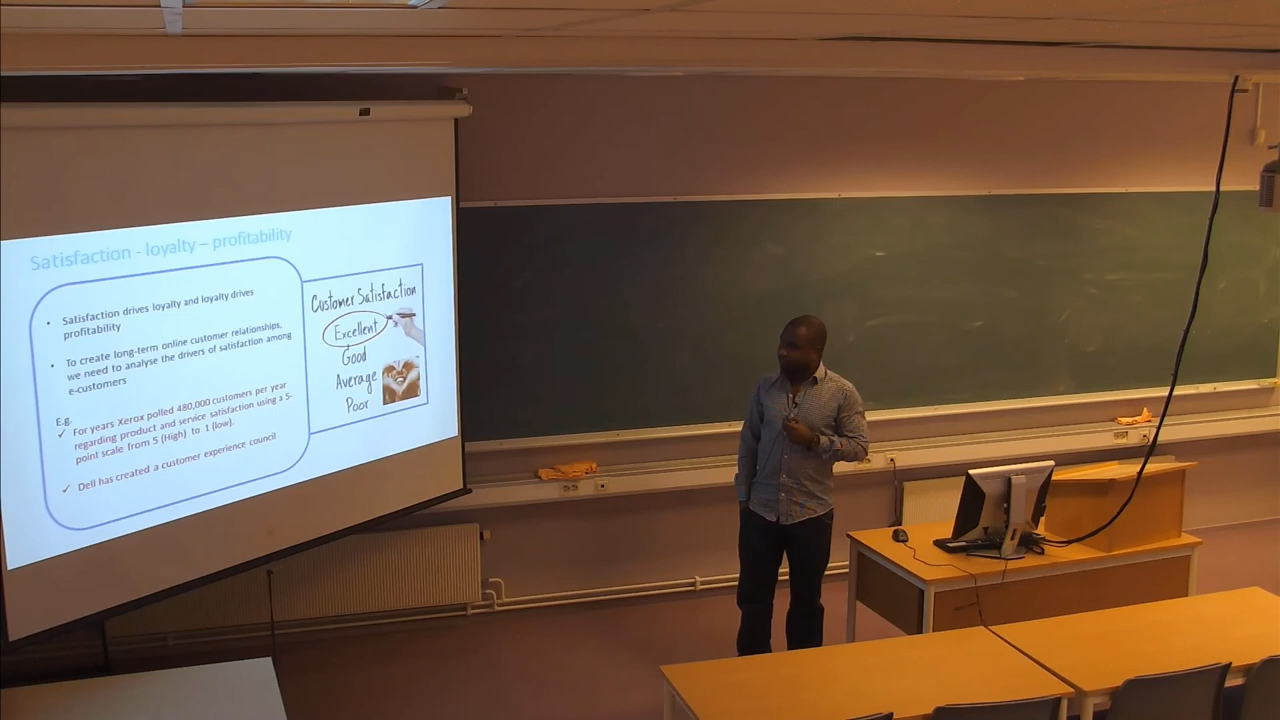 Satisfaction - loyalty – profitability
• Satisfaction drives loyalty and loyalty drives
profitability
• To create long-term online customer relationships,
we need to analyse the drivers of satisfaction among
e-customers
E.g.
✓ For years Xerox polled 480,000 customers per year
regarding product and service satisfaction using a 5-
point scale from 5 (High) to 1 (low).
✓ Dell has created a customer experience council
Customer Satisfaction
Excellent
Good
Average
Poor